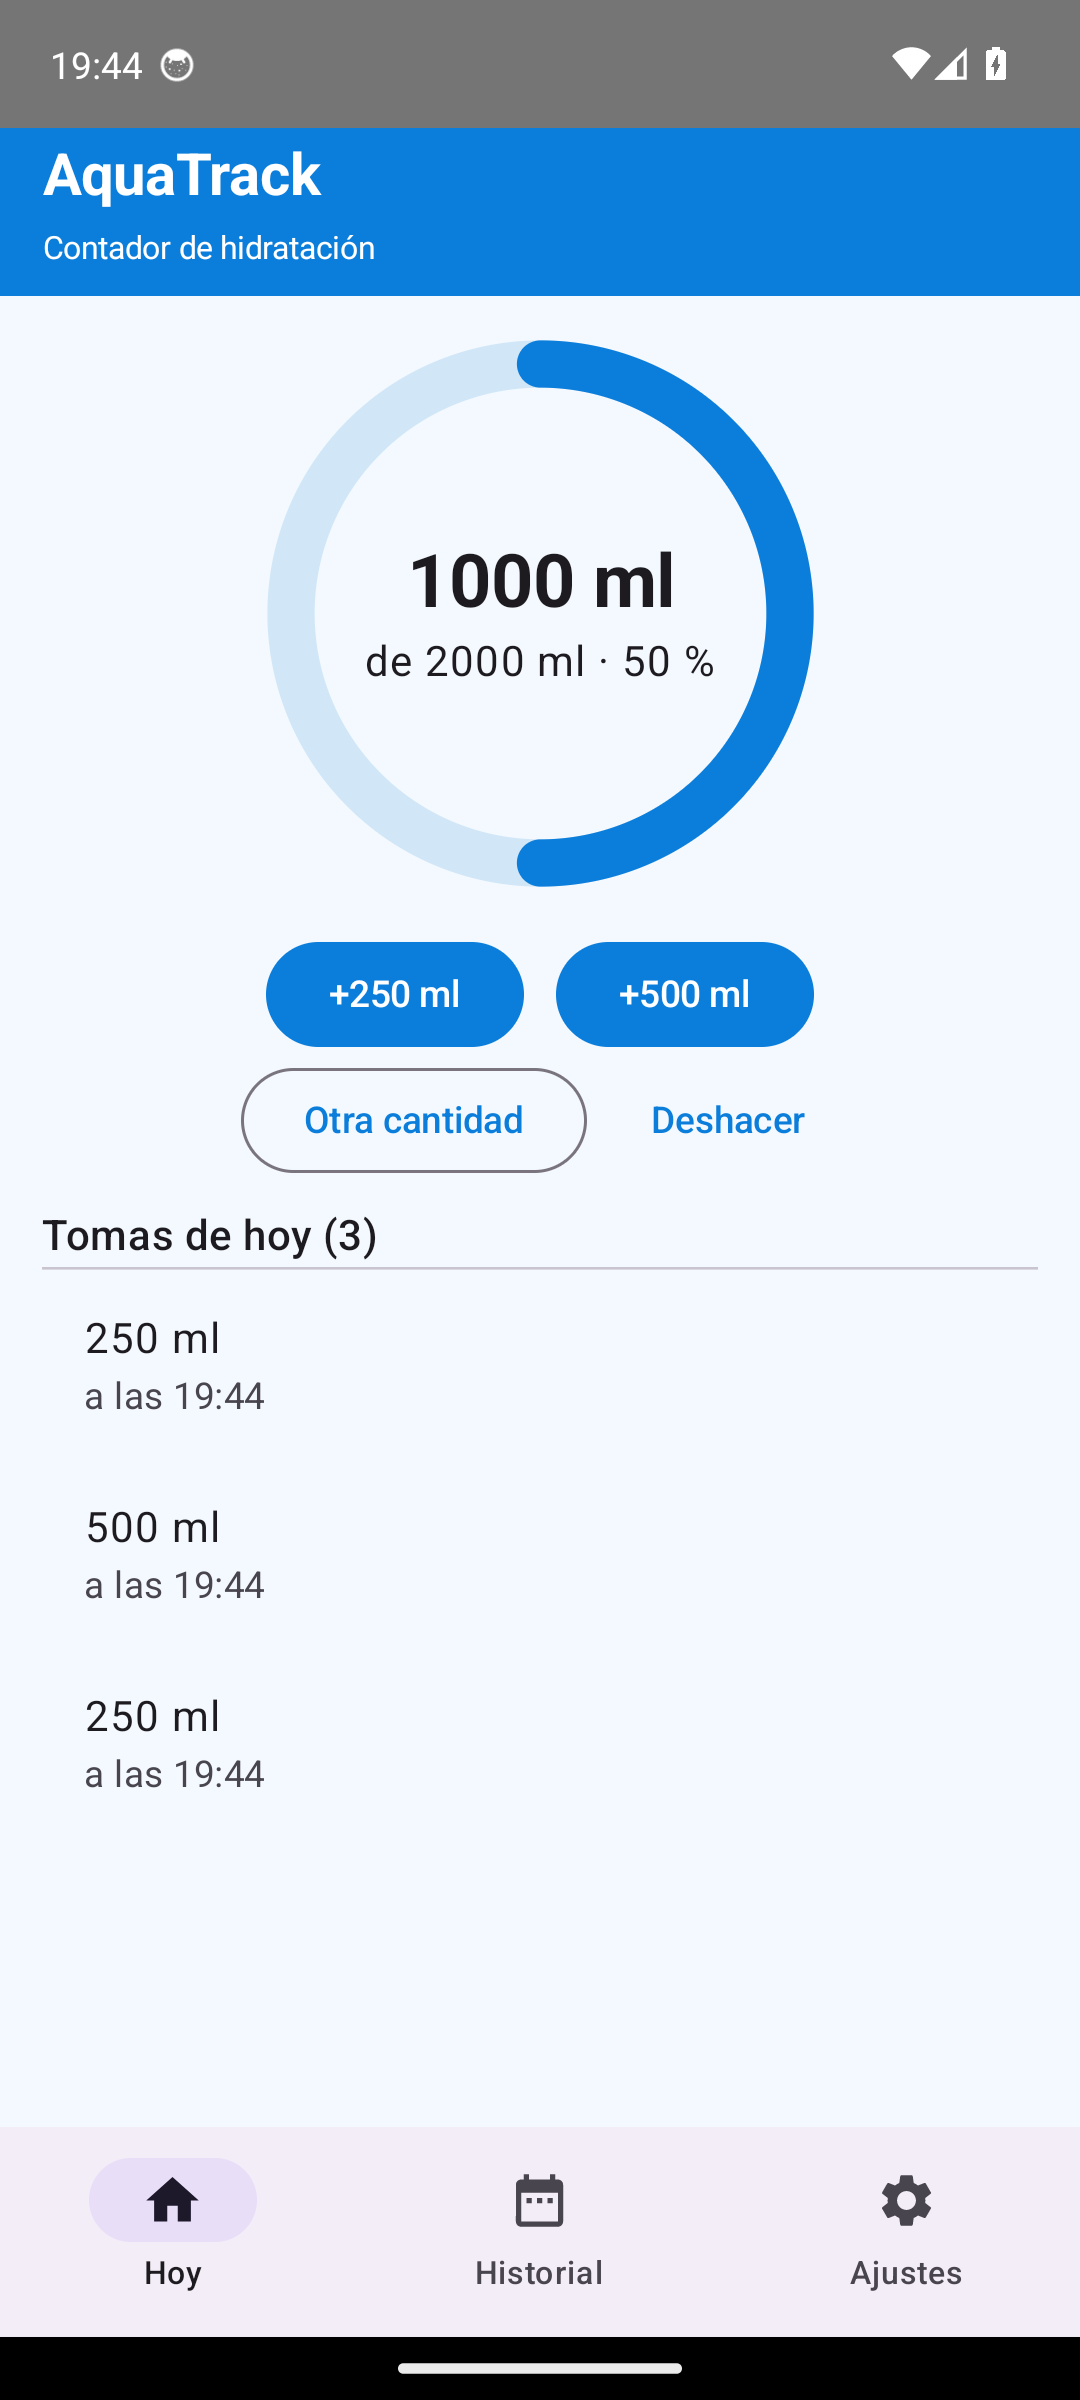 19:44
AquaTrack
Contador de hidratación
1000 ml
de 2000 ml · 50 %
+250 ml +500 ml
Otra cantidad Deshacer
Tomas de hoy (3)
250 ml
a las 19:44
500 ml
a las 19:44
250 ml
a las 19:44
Hoy Historial Ajustes